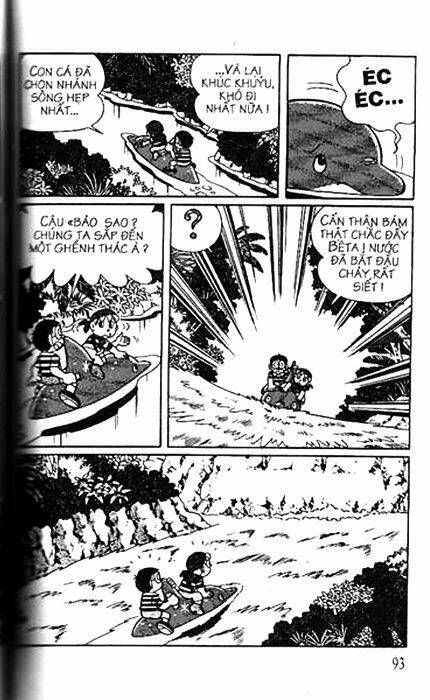 CON CÁ ĐÃ
CHỌN NHÁNH
SÔNG HẸP
NHẤT...
...VẢ LẠI
KHÚC KHUỶU,
KHÓ ĐI
NHẤT NỮA !
ÉC
ÉC...
CẬU «BẢO SAO ?
CHÚNG TA SẮP ĐẾN
MỘT GHỀNH THÁC À ?
?
CẨN THẬN BÁM
THẬT CHẮC ĐẤY
BÊTA ! NƯỚC
ĐÃ BẮT ĐẦU
CHẢY RẤT
SIẾT !
93